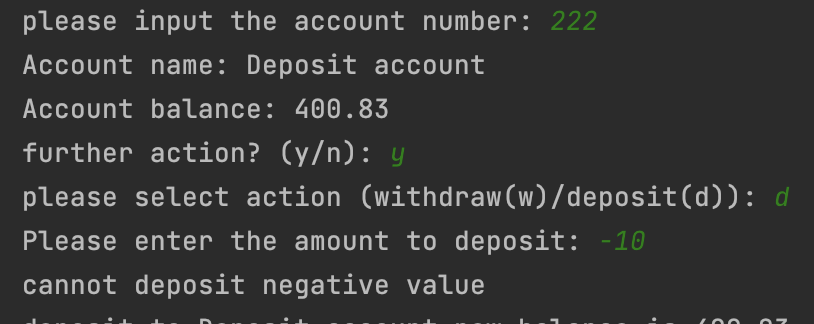 please input the account number: 222
Account name: Deposit account
Account balance: 400.83
further action? (y/n): y
please select action (withdraw(w)/deposit(d)): d
Please enter the amount to deposit: -10
cannot deposit negative value
deposit to Deposit account new balance is